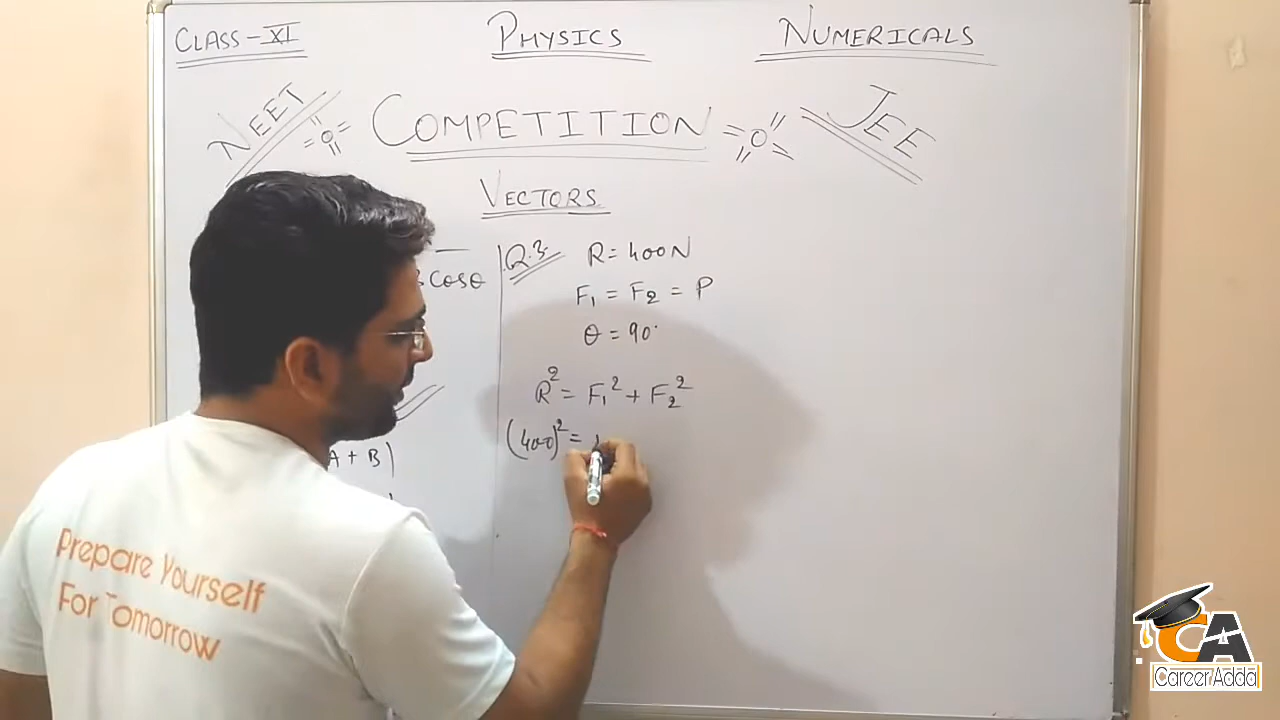 CLASS-XI
PHYSICS
NUMERICALS
NEET
COMPETITION
JEE
VECTORS
Cosθ
A + B
Q.3
R = 400N
F₁ = F₂ = P
θ = 90°
R² = F₁² + F₂²
(400)² =
Prepare Yourself
For Tomorrow
CA
Career Adda